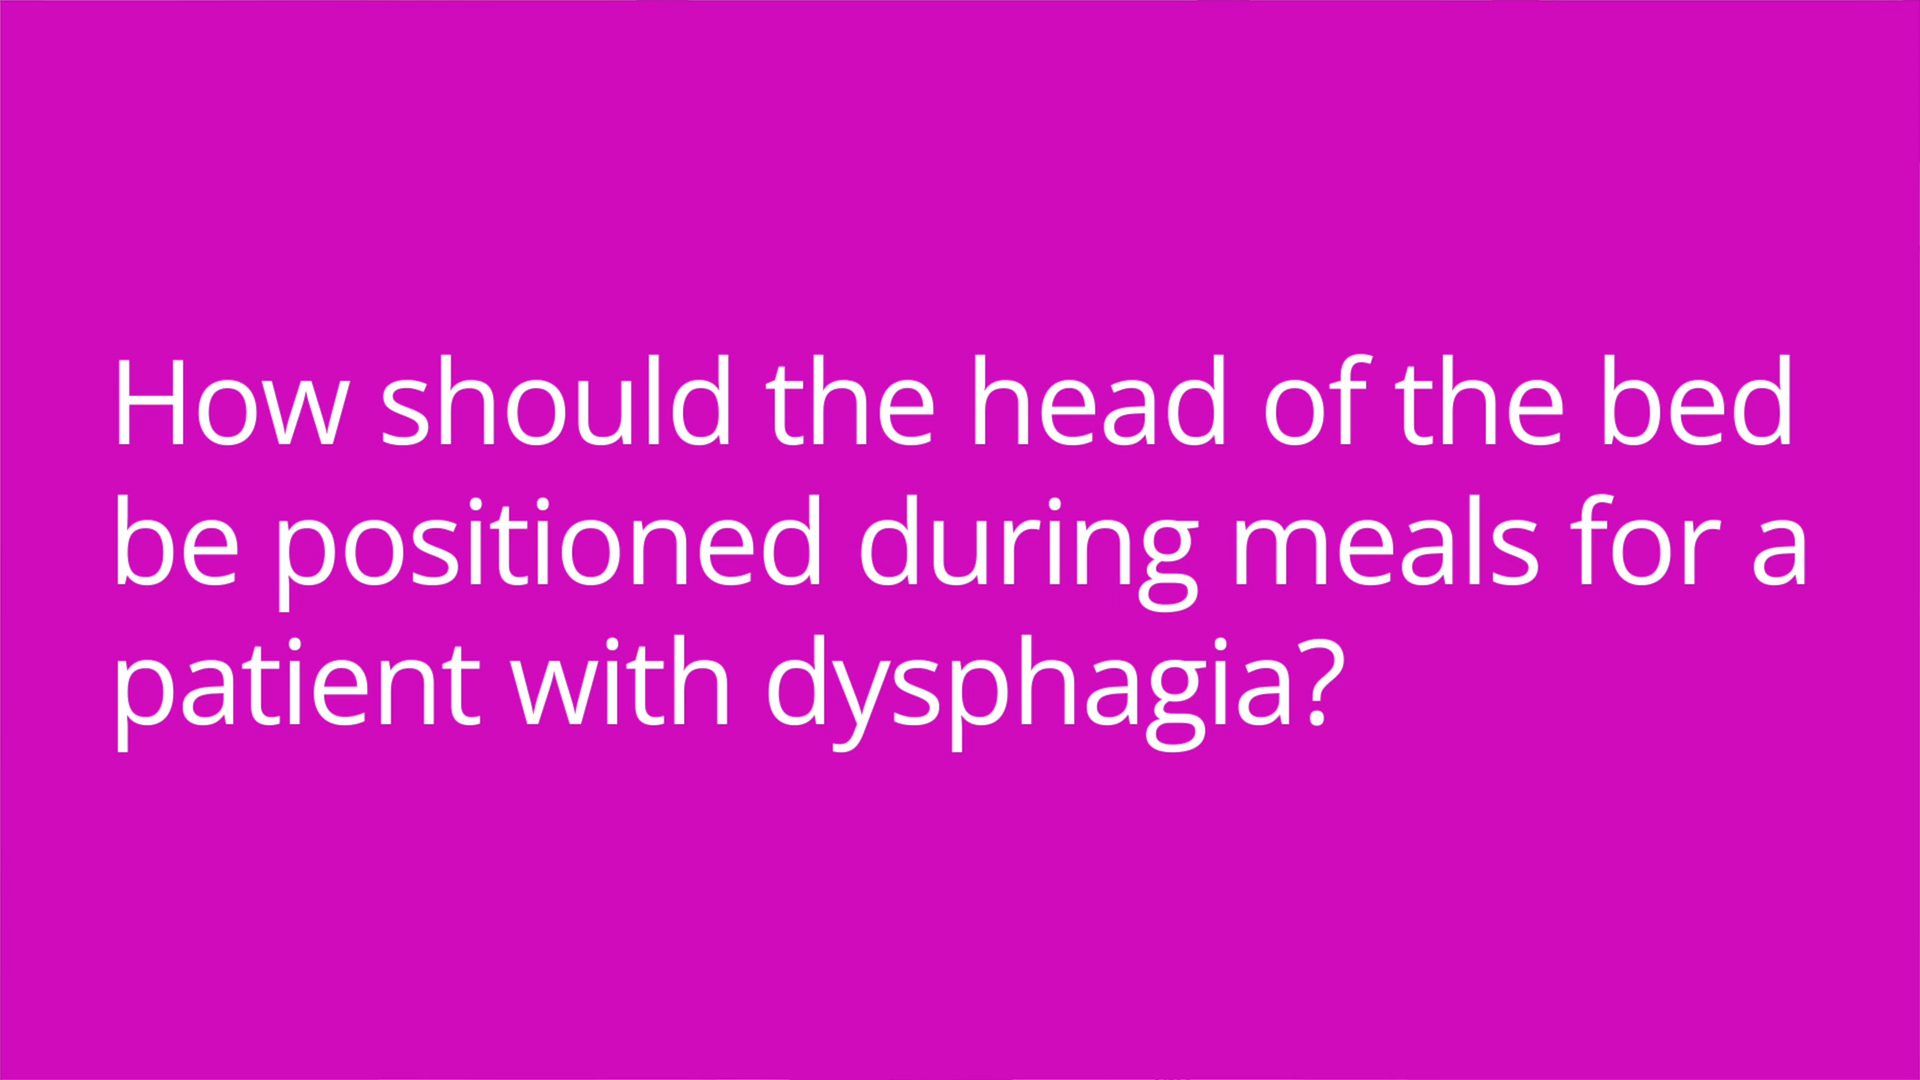 How should the head of the bed
be positioned during meals for a
patient with dysphagia?